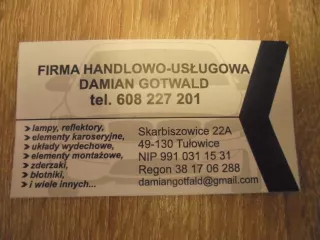 FIRMA HANDLOWO-USŁUGOWA
DAMIAN GOTWALD
tel. 608 227 201
> lampy, reflektory,
> elementy karoseryjne,
> układy wydechowe,
> elementy montażowe,
> zderzaki,
> błotniki,
> i wiele innych...
Skarbiszowice 22A
49-130 Tułowice
NIP 991 031 15 31
Regon 38 17 06 288
damiangotfald@gmail.com